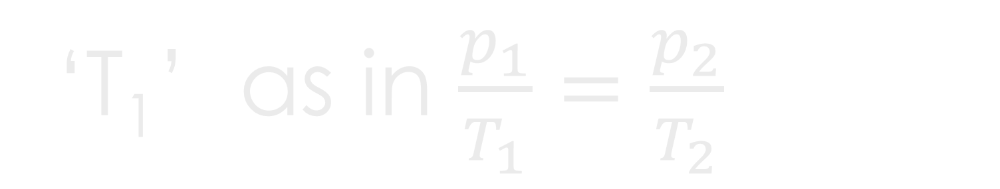 ‘T₁’ as in p₁/T₁ = p₂/T₂